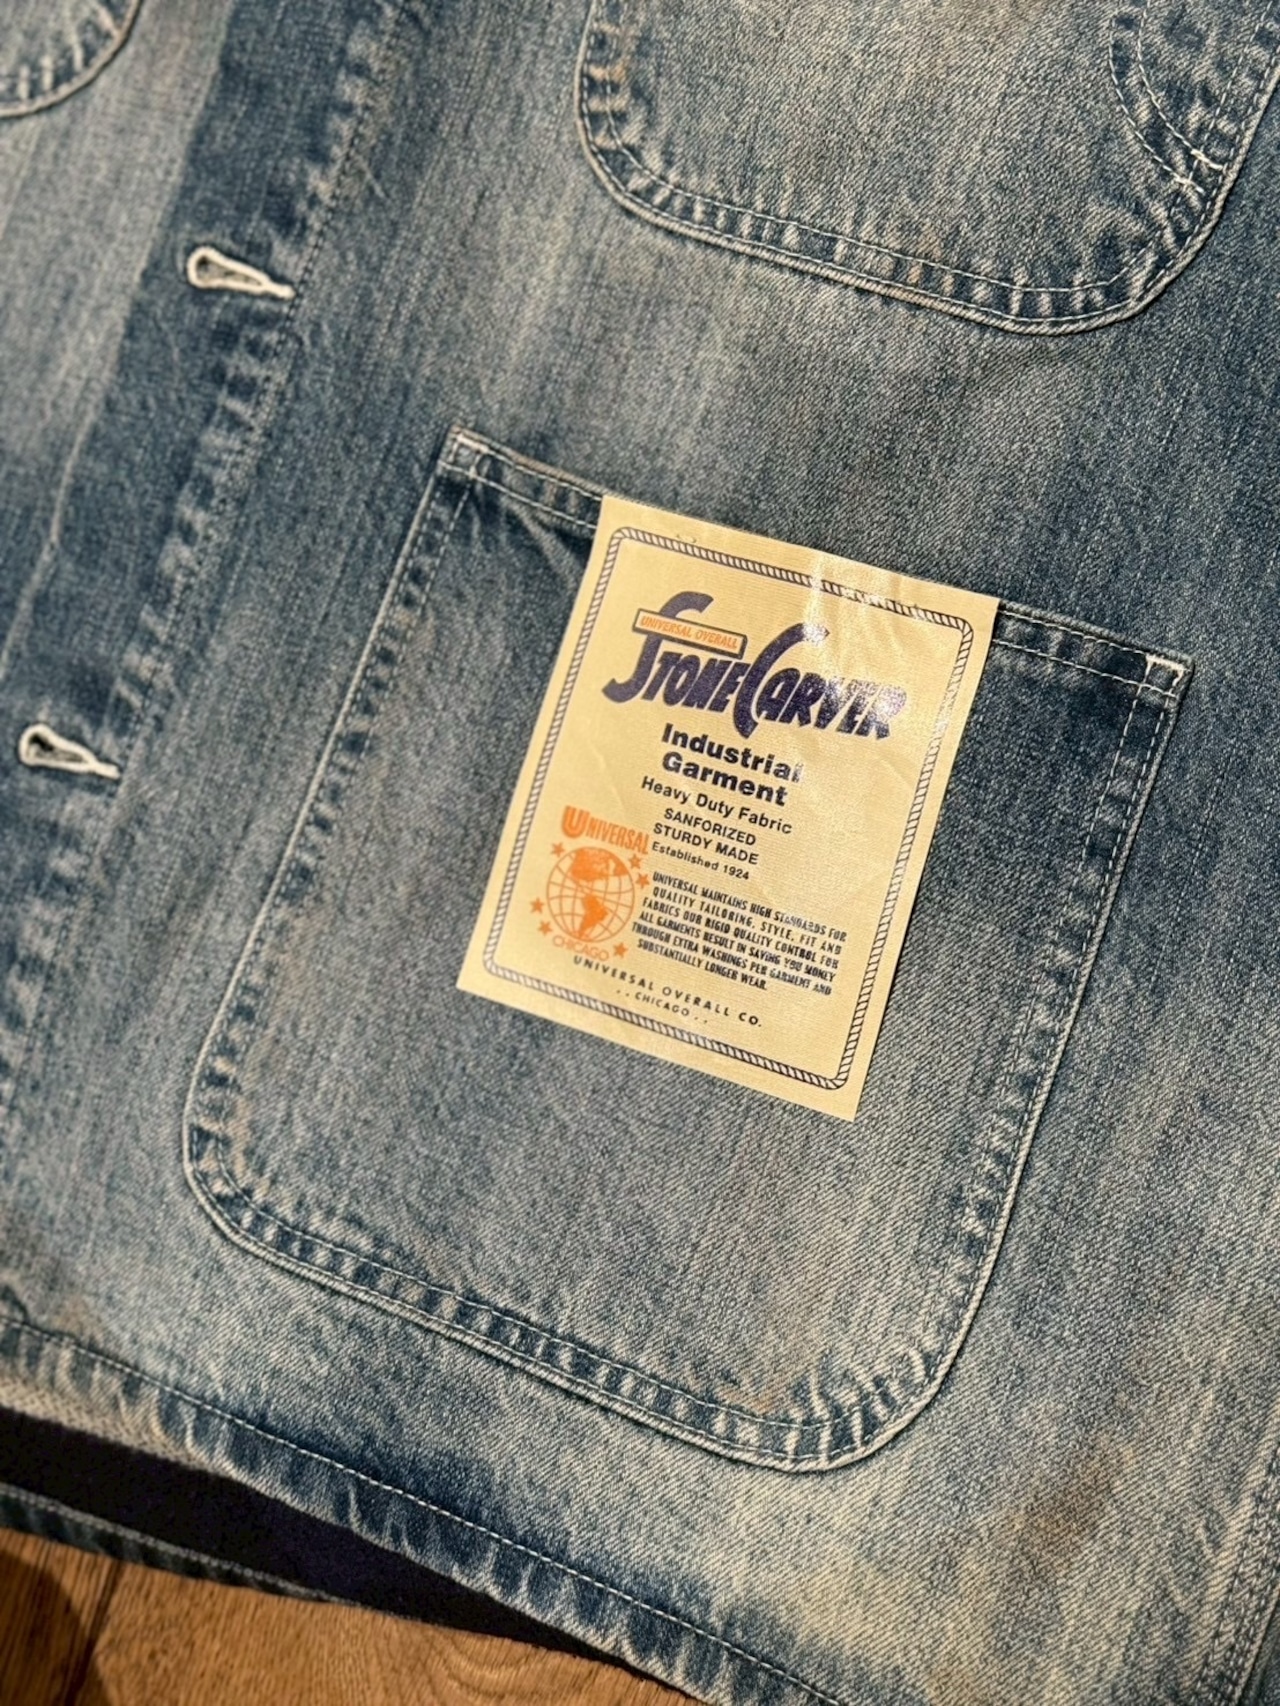 UNIVERSAL OVERALL
STONECARVER
Industrial
Garment
Heavy Duty Fabric
SANFORIZED
STURDY MADE
Established 1924
UNIVERSAL
CHICAGO
UNIVERSAL MAINTAINS HIGH STANDARDS FOR
QUALITY TAILORING, STYLE, FIT AND
FABRICS OUR RIGID QUALITY CONTROL FOR
ALL GARMENTS RESULT IN SAVING YOU MONEY
THROUGH EXTRA WASHINGS PER GARMENT AND
SUBSTANTIALLY LONGER WEAR.
UNIVERSAL OVERALL CO.
. . CHICAGO . .